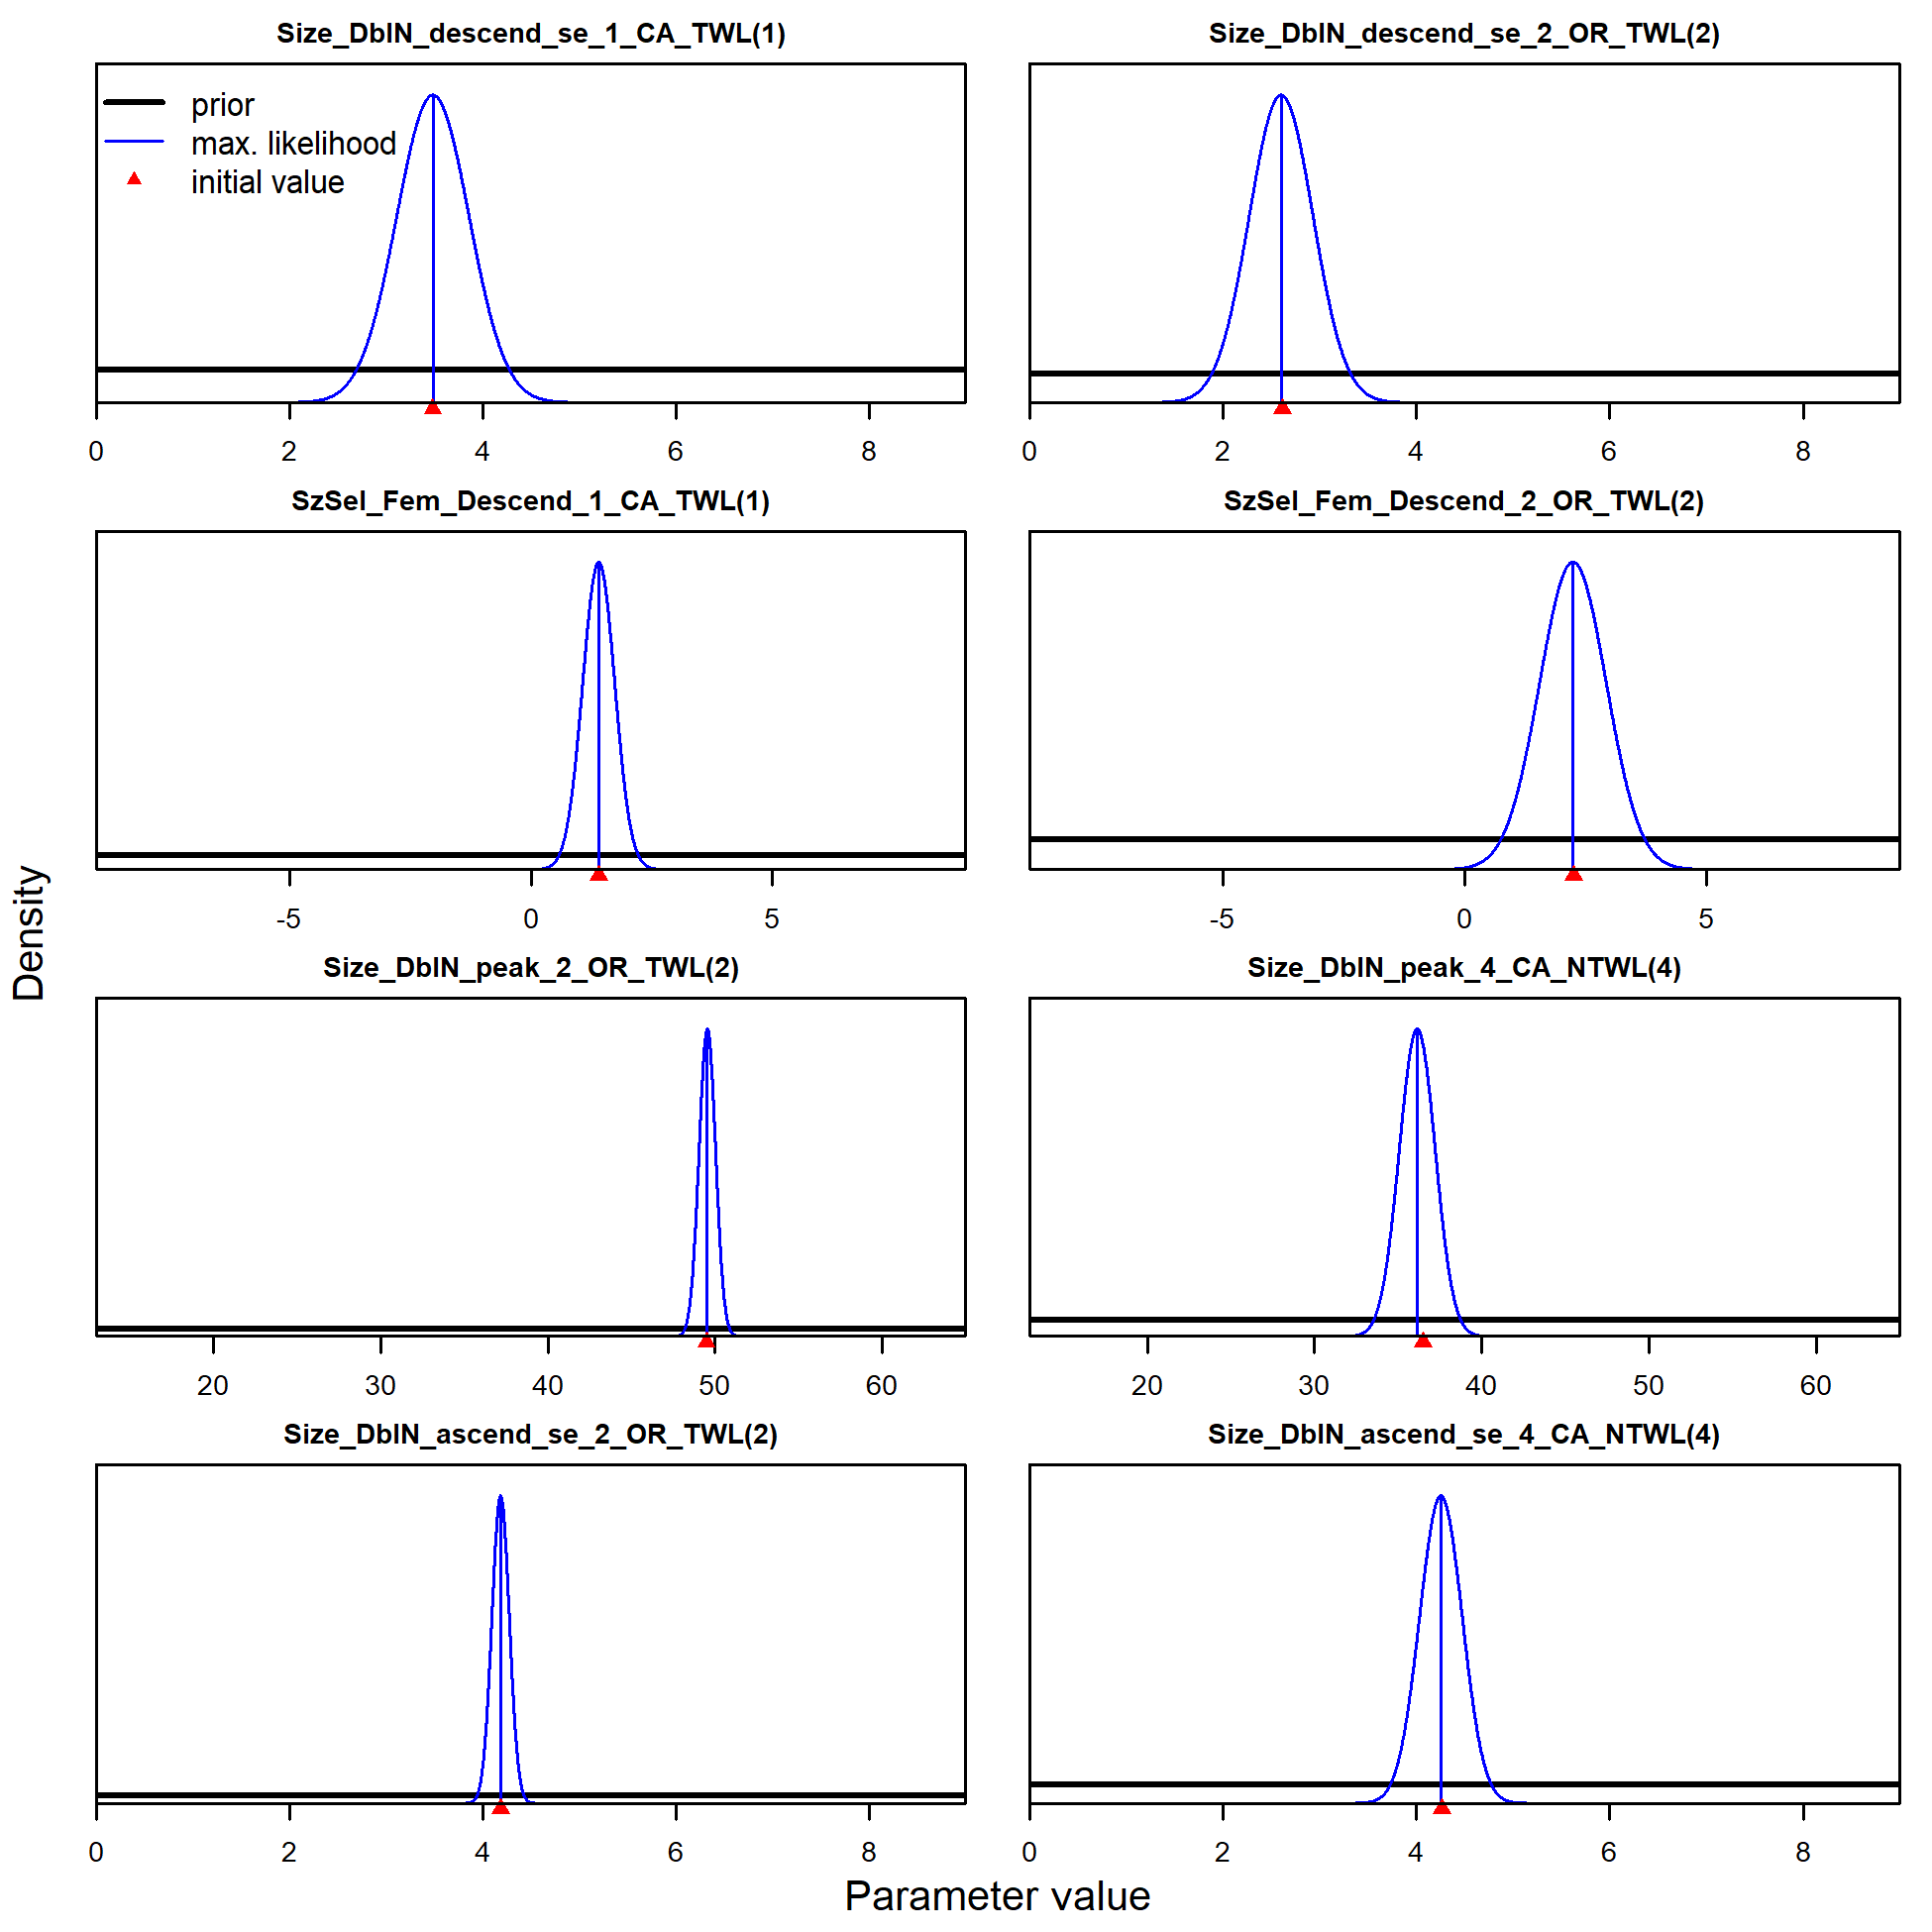 Size_DblN_descend_se_1_CA_TWL(1)
prior
max. likelihood
initial value
0 2 4 6 8
Size_DblN_descend_se_2_OR_TWL(2)
0 2 4 6 8
SzSel_Fem_Descend_1_CA_TWL(1)
-5 0 5
SzSel_Fem_Descend_2_OR_TWL(2)
-5 0 5
Density
Size_DblN_peak_2_OR_TWL(2)
20 30 40 50 60
Size_DblN_peak_4_CA_NTWL(4)
20 30 40 50 60
Size_DblN_ascend_se_2_OR_TWL(2)
0 2 4 6 8
Size_DblN_ascend_se_4_CA_NTWL(4)
0 2 4 6 8
Parameter value